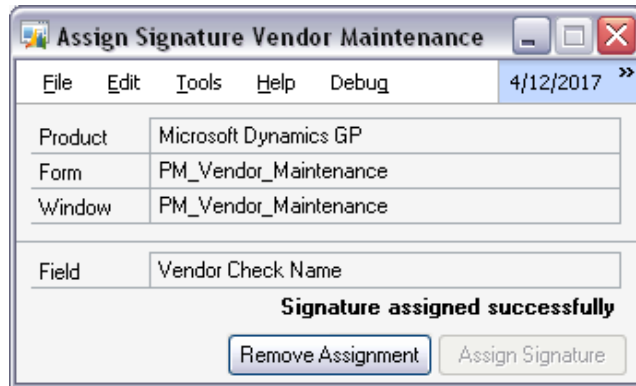 Assign Signature Vendor Maintenance
File Edit Tools Help Debug 4/12/2017 »
Product Microsoft Dynamics GP
Form PM_Vendor_Maintenance
Window PM_Vendor_Maintenance
Field Vendor Check Name
Signature assigned successfully
Remove Assignment Assign Signature